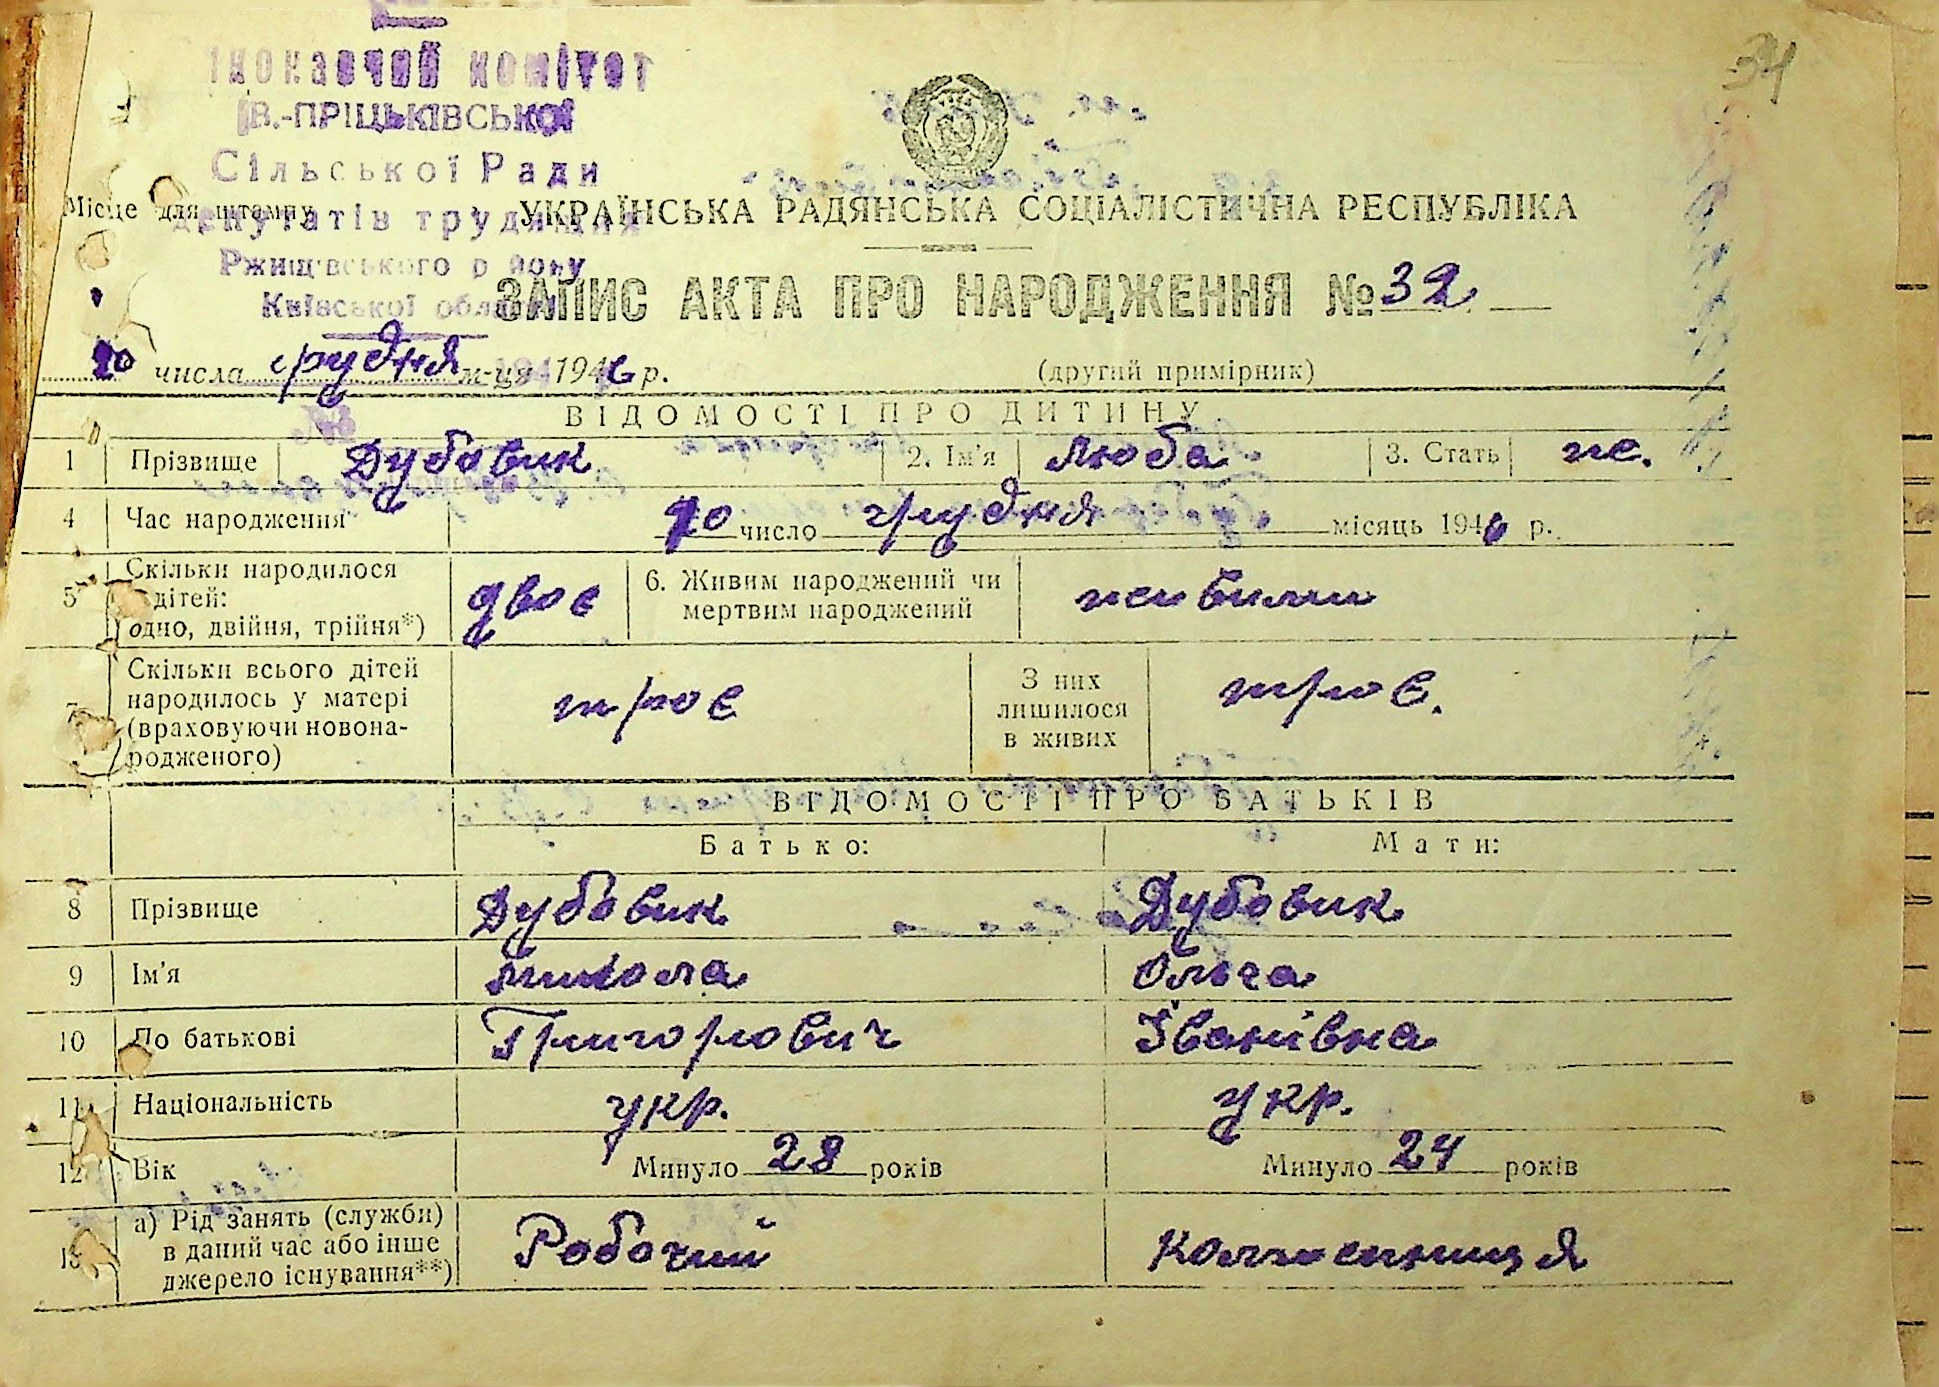 34
Виконавчий комітет
В.-ПРІЦЬКІВСЬКОЇ
Сільської Ради
депутатів трудящих
Ржищівського району
Київської області
Місце для штампу
УКРАЇНСЬКА РАДЯНСЬКА СОЦІАЛІСТИЧНА РЕСПУБЛІКА
ЗАПИС АКТА ПРО НАРОДЖЕННЯ № 32
20 числа грудня м-ця 1946 р.
(другий примірник)
ВІДОМОСТІ ПРО ДИТИНУ
1 Прізвище Дубовик 2. Ім'я Люба 3. Стать ж.
4 Час народження число грудня місяць 1946 р.
5 Скільки народилося дітей: одно, двійня, трійня*) двоє 6. Живим народжений чи мертвим народжений
7 Скільки всього дітей народилось у матері (враховуючи новонародженого) троє З них лишилося в живих троє.
ВІДОМОСТІ ПРО БАТЬКІВ
Батько: Мати:
8 Прізвище Дубовик Дубовик
9 Ім'я Микола Ольга
10 По батькові Григорович Іванівна
11 Національність укр. укр.
12 Вік Минуло 28 років Минуло 24 років
13 а) Рід занять (служби) в даний час або інше джерело існування**) Робочий Колгоспниця